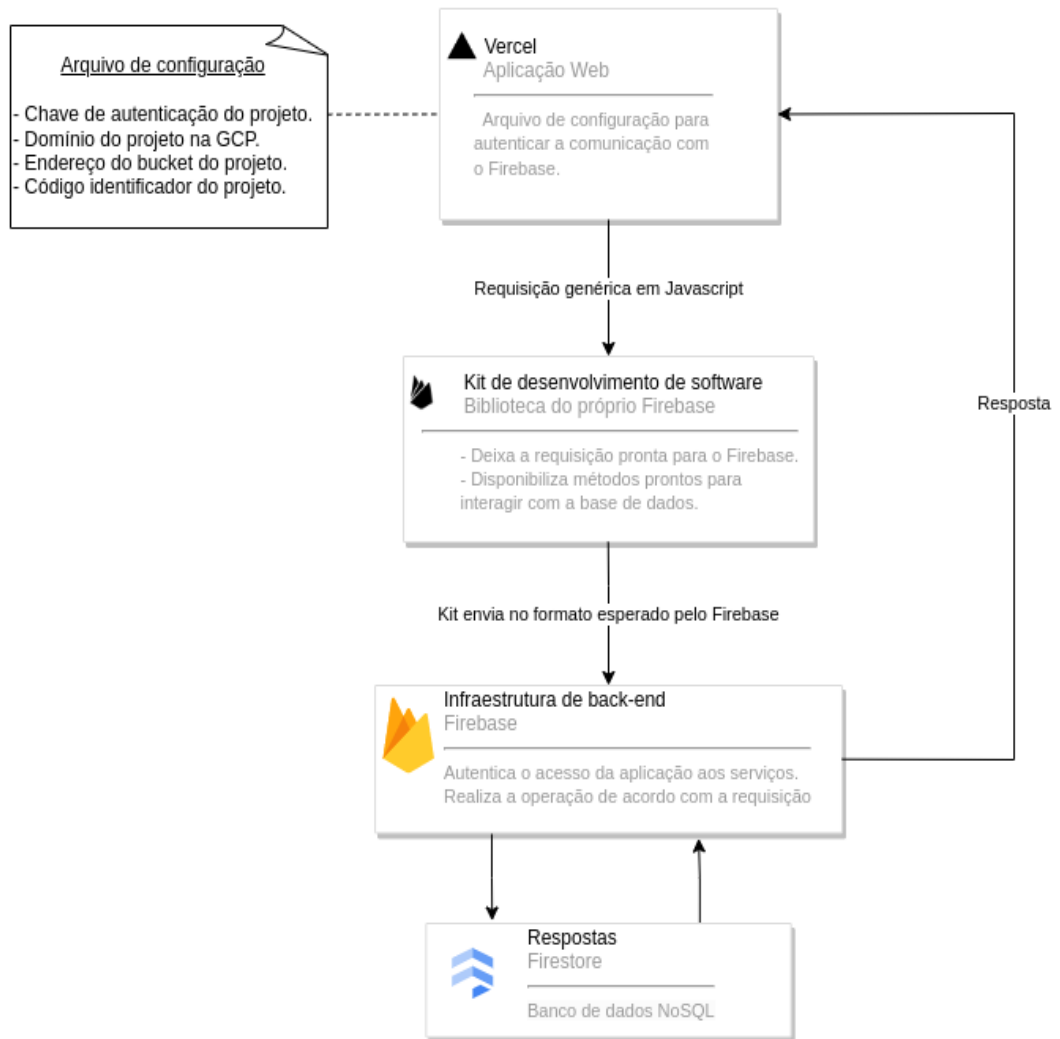 Arquivo de configuração
- Chave de autenticação do projeto.
- Domínio do projeto na GCP.
- Endereço do bucket do projeto.
- Código identificador do projeto.
Vercel
Aplicação Web
Arquivo de configuração para
autenticar a comunicação com
o Firebase.
Requisição genérica em Javascript
Kit de desenvolvimento de software
Biblioteca do próprio Firebase
- Deixa a requisição pronta para o Firebase.
- Disponibiliza métodos prontos para
interagir com a base de dados.
Resposta
Kit envia no formato esperado pelo Firebase
Infraestrutura de back-end
Firebase
Autentica o acesso da aplicação aos serviços.
Realiza a operação de acordo com a requisição
Respostas
Firestore
Banco de dados NoSQL